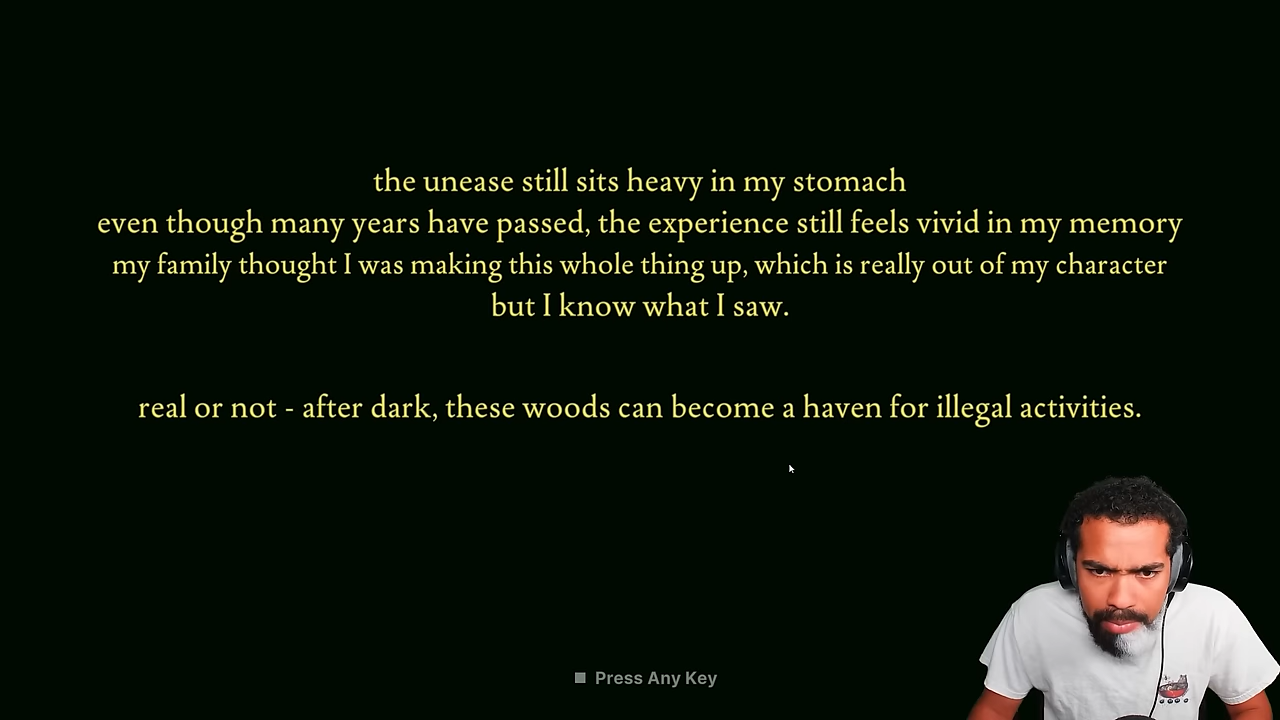 the unease still sits heavy in my stomach
even though many years have passed, the experience still feels vivid in my memory
my family thought I was making this whole thing up, which is really out of my character
but I know what I saw.
real or not - after dark, these woods can become a haven for illegal activities.
Press Any Key